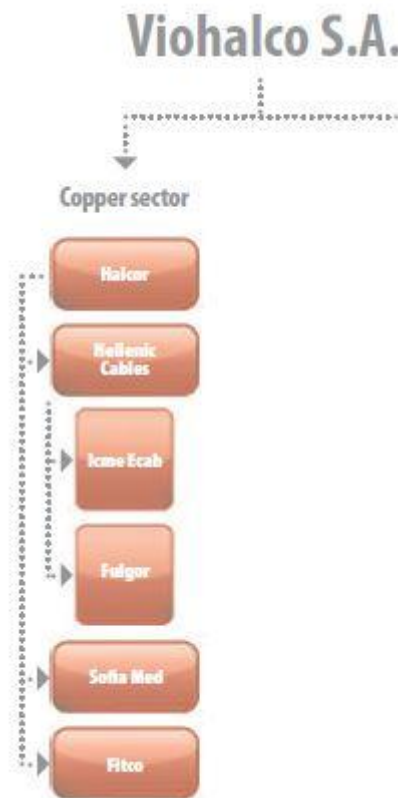 Viohalco S.A.
Copper sector
Halcor
Hellenic
Cables
Icme Ecab
Fulgor
Sofia Med
Fitco